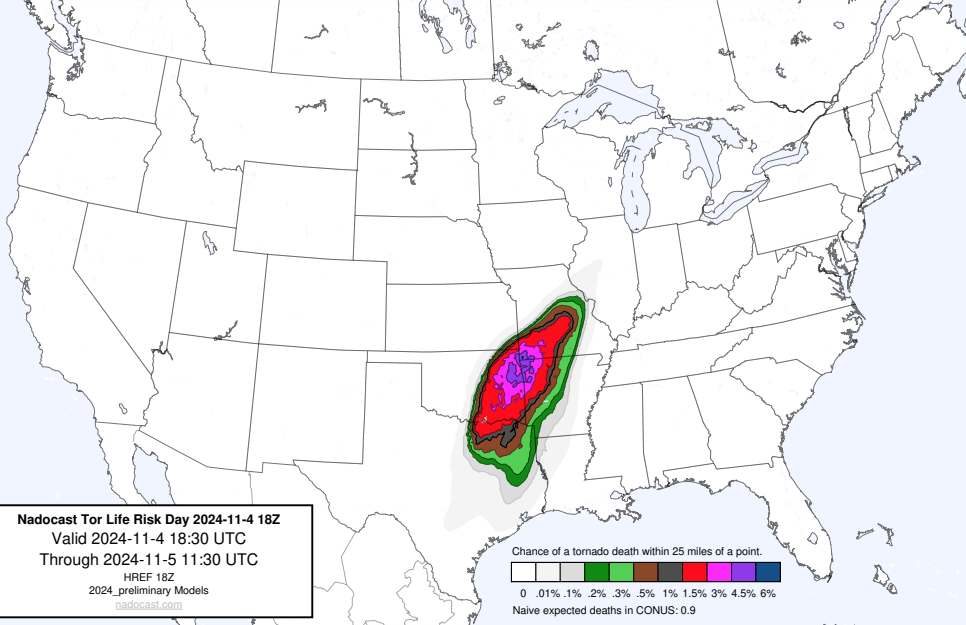 Nadocast Tor Life Risk Day 2024-11-4 18Z
Valid 2024-11-4 18:30 UTC
Through 2024-11-5 11:30 UTC
HREF 18Z
2024_preliminary Models
nadocast.com
Chance of a tornado death within 25 miles of a point.
0 .01% .1% .2% .3% .5% 1% 1.5% 3% 4.5% 6%
Naive expected deaths in CONUS: 0.9